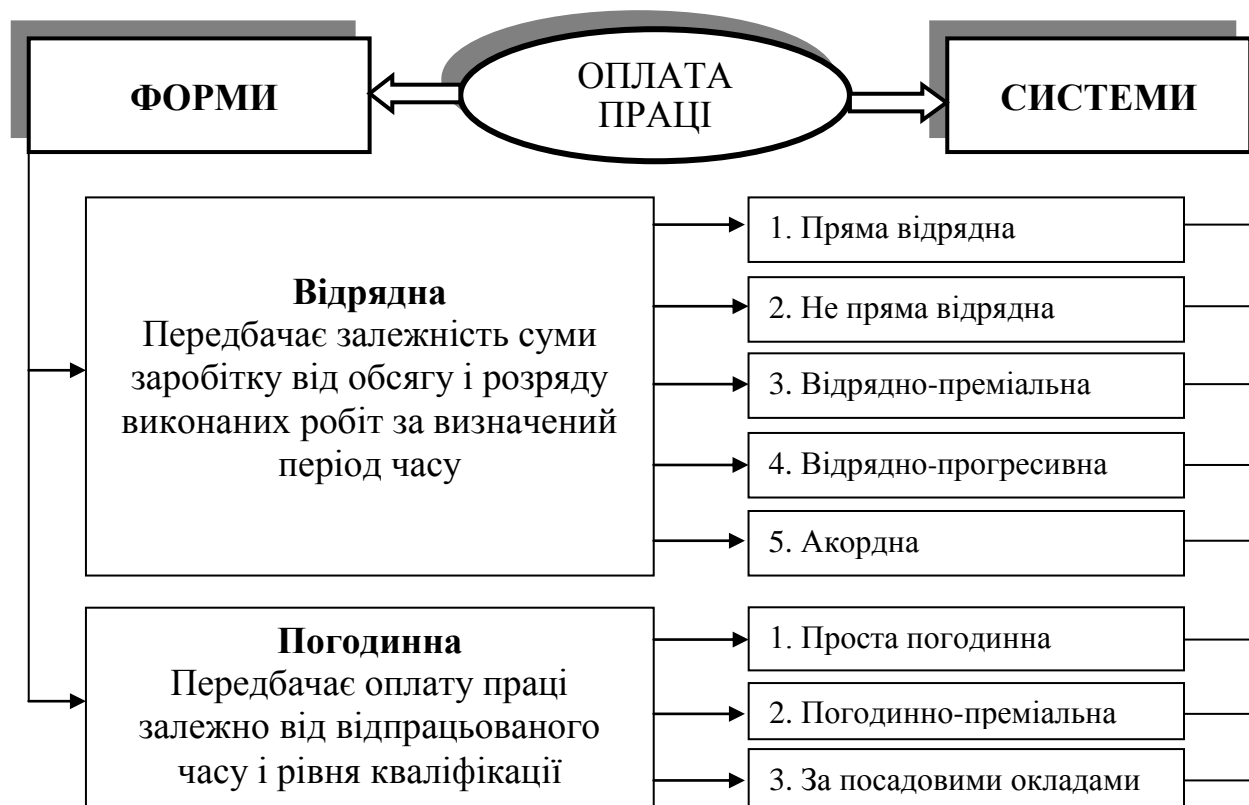 ФОРМИ
ОПЛАТА
ПРАЦІ
СИСТЕМИ
Відрядна
Передбачає залежність суми
заробітку від обсягу і розряду
виконаних робіт за визначений
період часу
1. Пряма відрядна
2. Не пряма відрядна
3. Відрядно-преміальна
4. Відрядно-прогресивна
5. Акордна
Погодинна
Передбачає оплату праці
залежно від відпрацьованого
часу і рівня кваліфікації
1. Проста погодинна
2. Погодинно-преміальна
3. За посадовими окладами